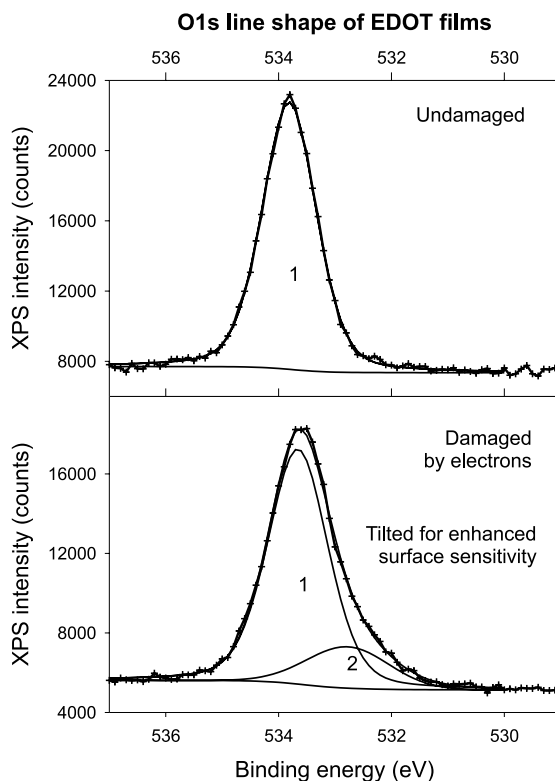 O1s line shape of EDOT films
536 534 532 530
24000
20000
16000
12000
8000
XPS intensity (counts)
Undamaged
1
16000
12000
8000
4000
XPS intensity (counts)
Damaged
by electrons
Tilted for enhanced
surface sensitivity
1
2
536 534 532 530
Binding energy (eV)